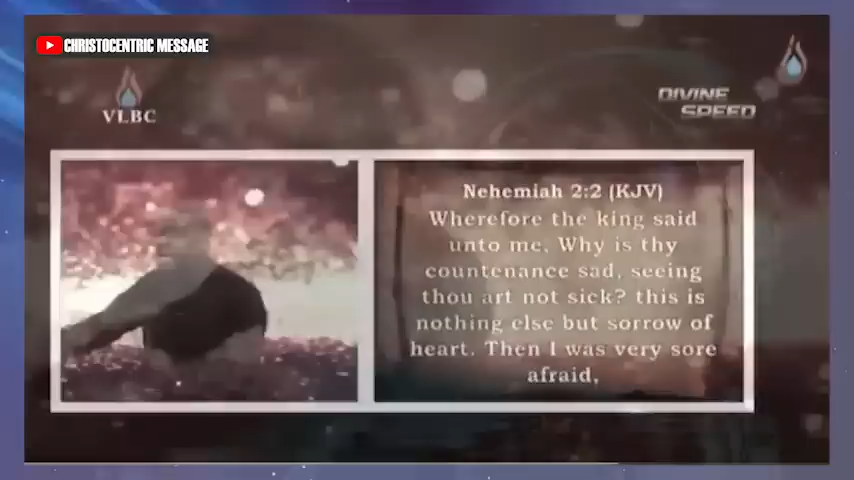 CHRISTOCENTRIC MESSAGE
VLBC
DIVINE
SPEED
Nehemiah 2:2 (KJV)
Wherefore the king said
unto me, Why is thy
countenance sad, seeing
thou art not sick? this is
nothing else but sorrow of
heart. Then I was very sore
afraid,